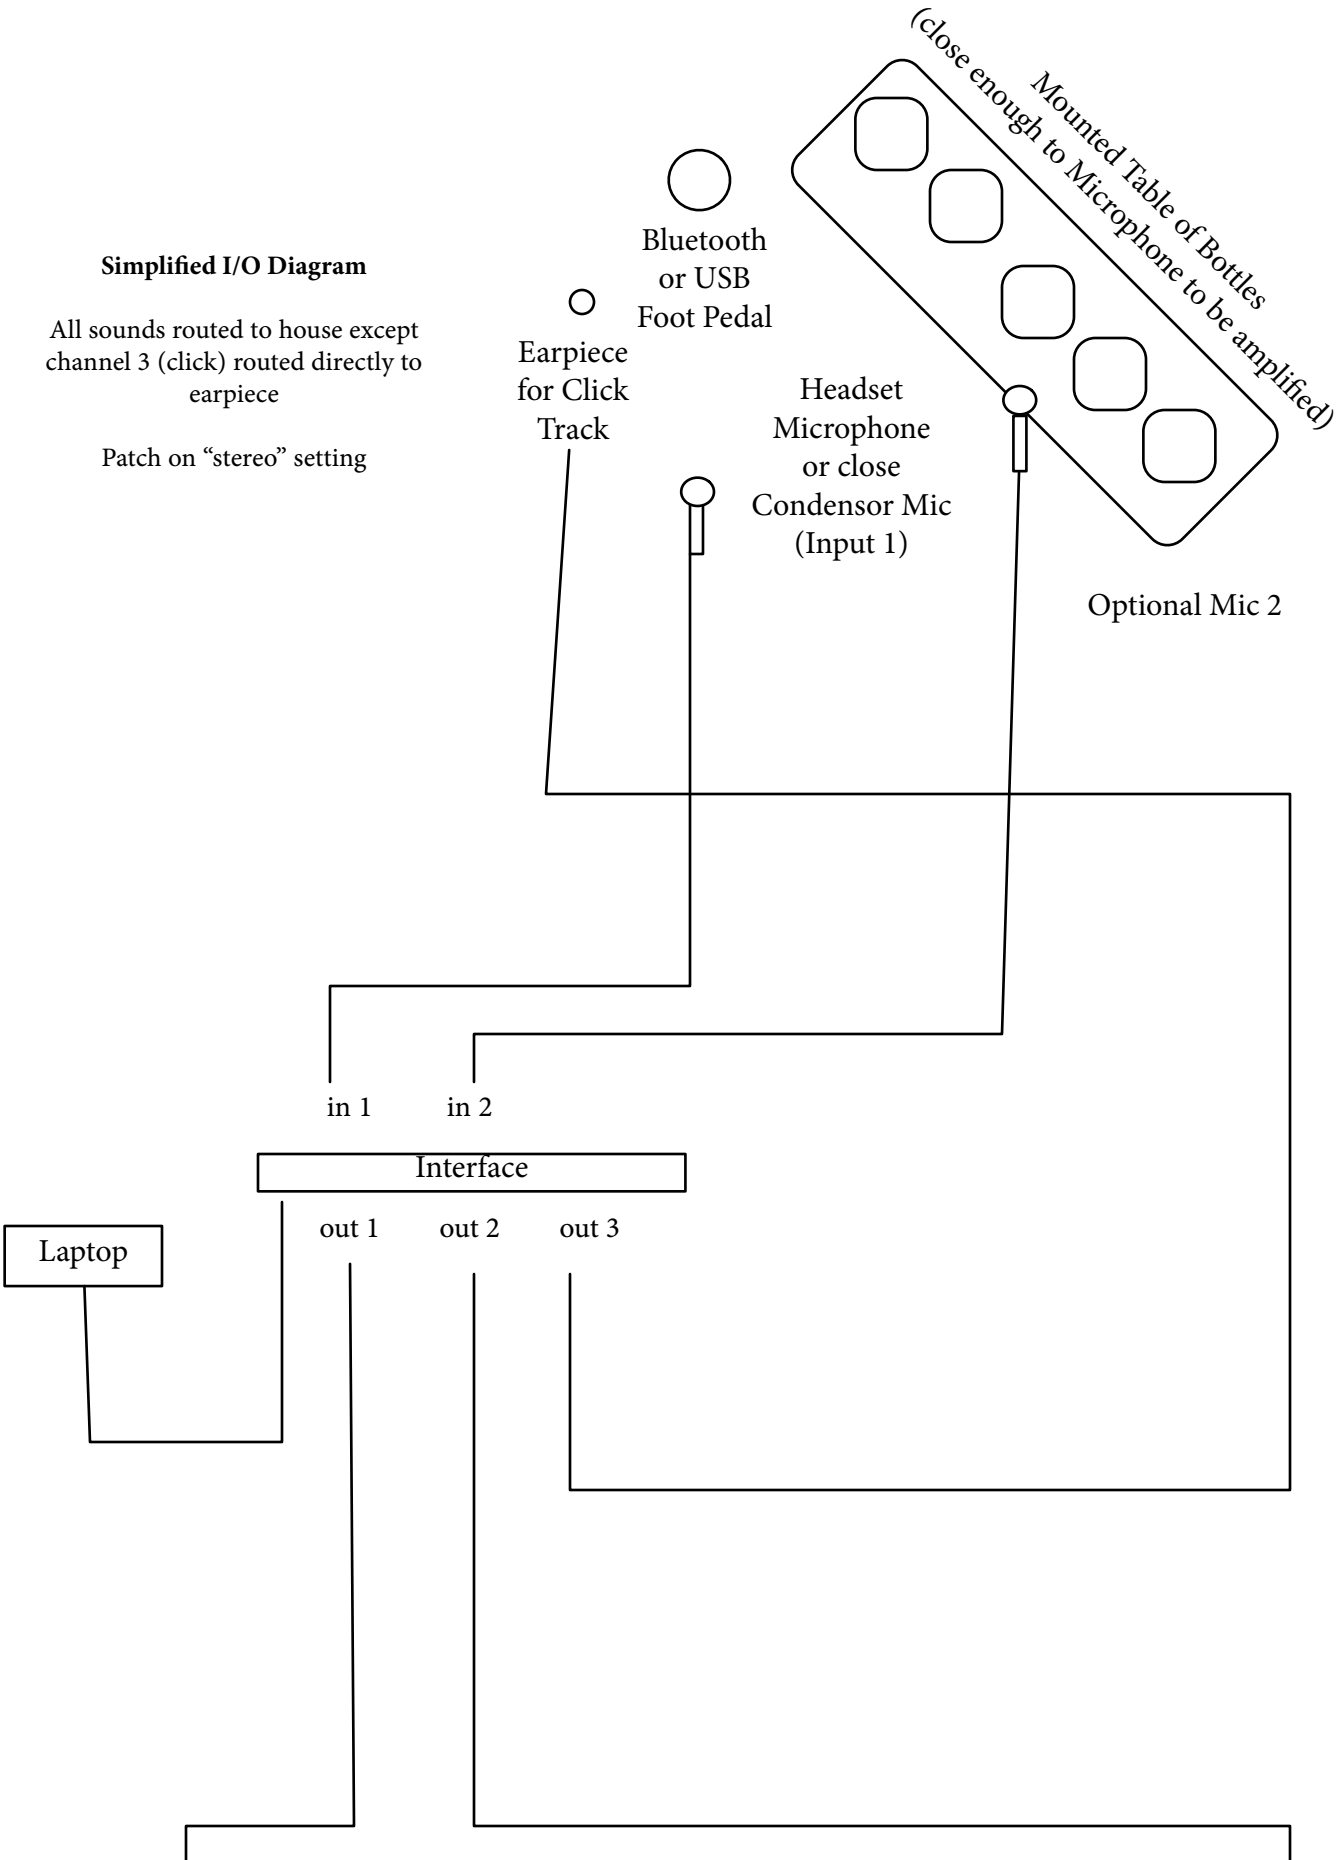 (close enough to Microphone to be amplified)
Mounted Table of Bottles
Bluetooth
or USB
Foot Pedal
Simplified I/O Diagram
All sounds routed to house except
channel 3 (click) routed directly to
earpiece
Patch on “stereo” setting
Earpiece
for Click
Track
Headset
Microphone
or close
Condensor Mic
(Input 1)
Optional Mic 2
in 1
in 2
Interface
out 1
out 2
out 3
Laptop